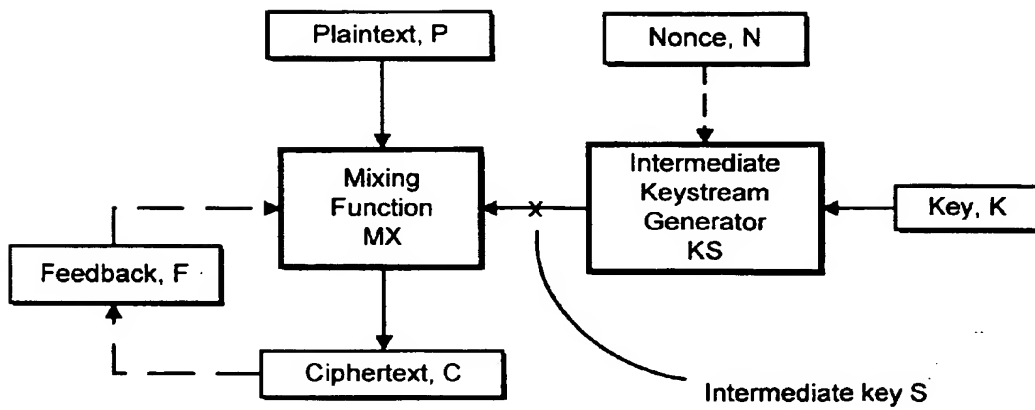 Plaintext, P
Nonce, N
Mixing
Function
MX
Intermediate
Keystream
Generator
KS
Key, K
Feedback, F
Ciphertext, C
Intermediate key S